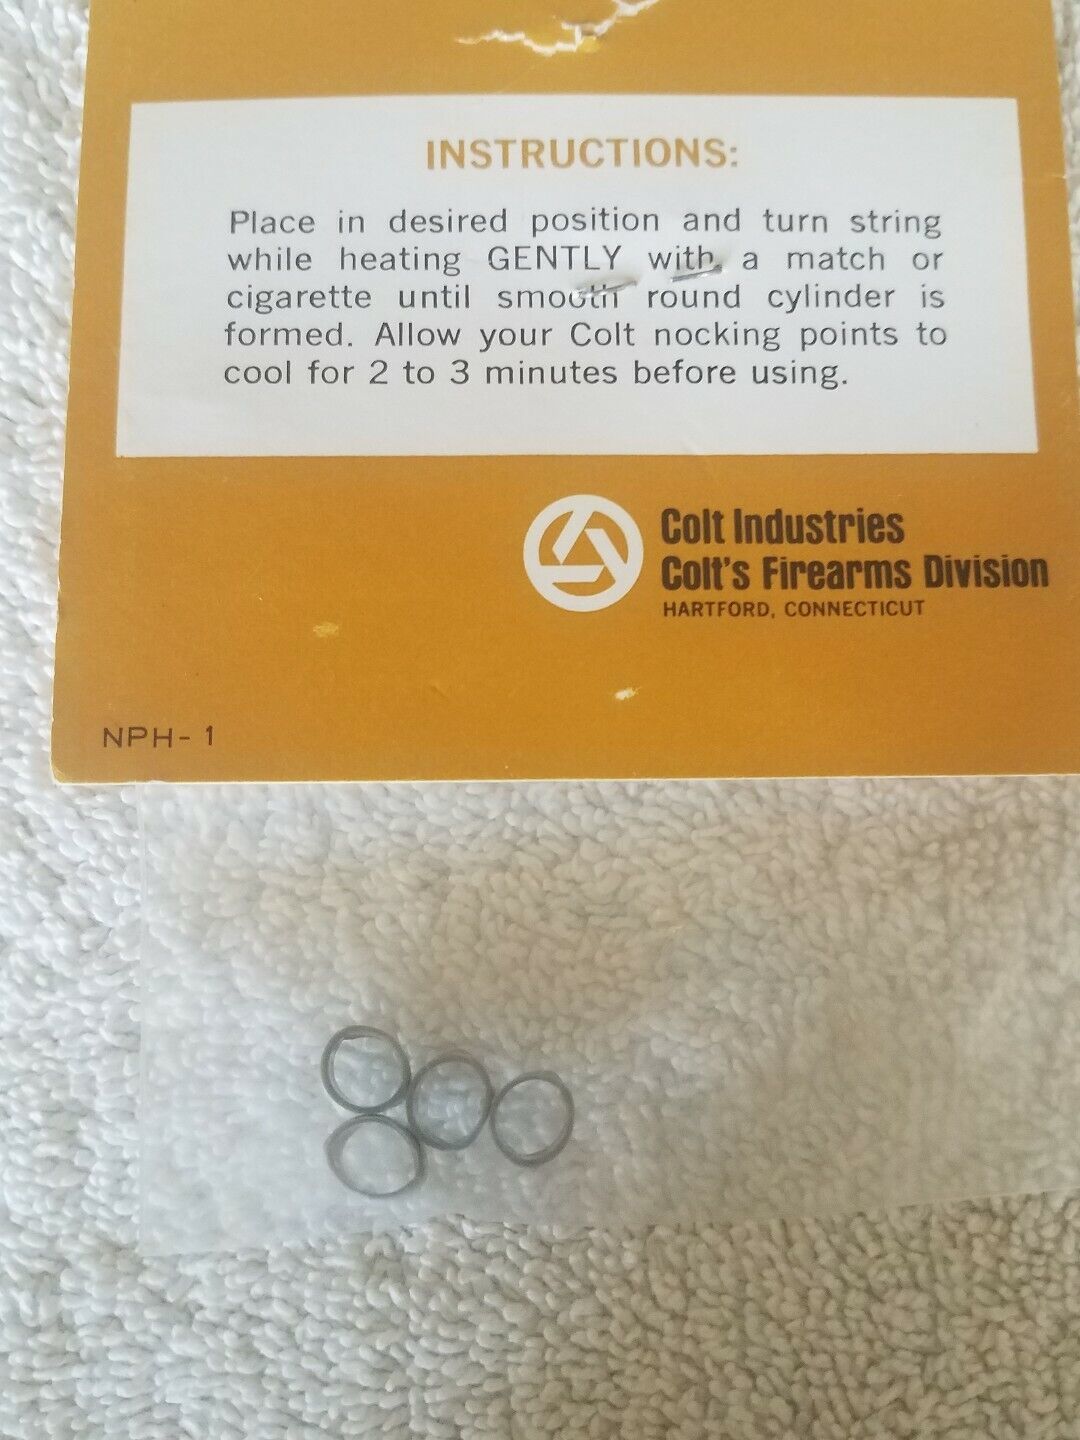 INSTRUCTIONS:
Place in desired position and turn string
while heating GENTLY with a match or
cigarette until smooth round cylinder is
formed. Allow your Colt nocking points to
cool for 2 to 3 minutes before using.
Colt Industries
Colt's Firearms Division
HARTFORD, CONNECTICUT
NPH-1